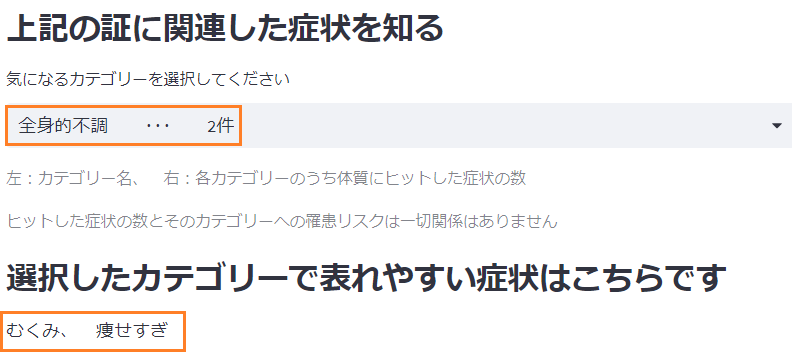 上記の証に関連した症状を知る
気になるカテゴリーを選択してください
全身的不調　　･･･　　2件
左：カテゴリー名、　右：各カテゴリーのうち体質にヒットした症状の数
ヒットした症状の数とそのカテゴリーへの罹患リスクは一切関係はありません
選択したカテゴリーで表れやすい症状はこちらです
むくみ、　痩せすぎ